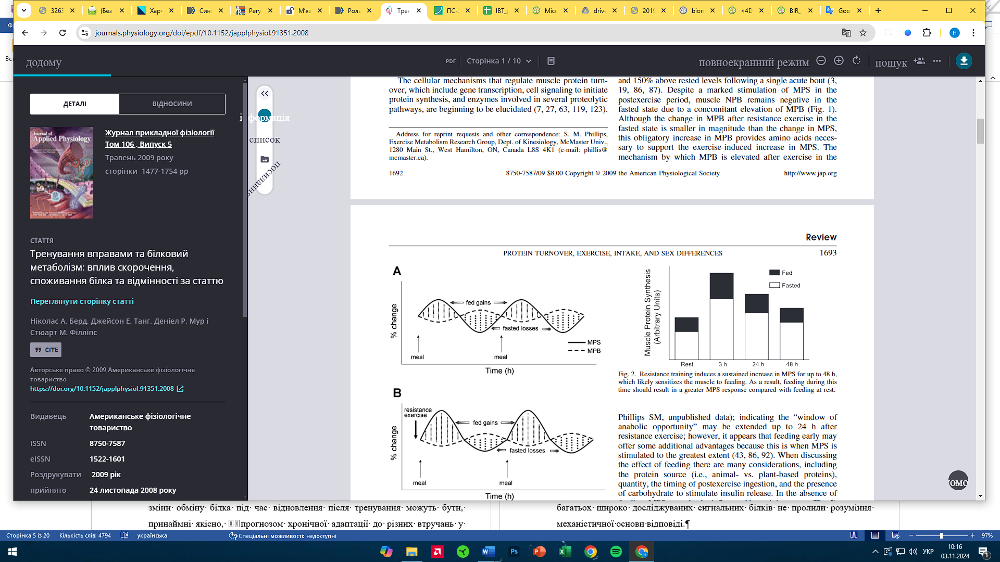 3263
(Без
Харч
Синт
Регу
М'яз
Роль
Трен
ПС-2
ІВТ_
Micr
drive
2019
bion
<4D
BIR_
Goo
journals.physiology.org/doi/epdf/10.1152/japplphysiol.91351.2008
H
додому
PDF
Сторінка 1 / 10
повноекранний режим
пошук
ДЕТАЛІ
ВІДНОСИНИ
Journal of
Applied Physiology
Журнал прикладної фізіології
Том 106 , Випуск 5
Травень 2009 року
сторінки 1477-1754 pp
СТАТТЯ
Тренування вправами та білковий
метаболізм: вплив скорочення,
споживання білка та відмінності за статтю
Переглянути сторінку статті
Ніколас А. Берд, Джейсон Е. Танг, Деніел Р. Мур і
Стюарт М. Філліпс
CITE
Авторське право © 2009 Американське фізіологічне
товариство
https://doi.org/10.1152/japplphysiol.91351.2008
Видавець Американське фізіологічне
товариство
ISSN 8750-7587
eISSN 1522-1601
Роздрукувати 2009 рік
прийнято 24 листопада 2008 року
інформація
список
посилання
The cellular mechanisms that regulate muscle protein turn-
over, which include gene transcription, cell signaling to initiate
protein synthesis, and enzymes involved in several proteolytic
pathways, are beginning to be elucidated (7, 27, 63, 119, 123).
Address for reprint requests and other correspondence: S. M. Phillips,
Exercise Metabolism Research Group, Dept. of Kinesiology, McMaster Univ.,
1280 Main St., West Hamilton, ON, Canada L8S 4K1 (e-mail: phillis@
mcmaster.ca).
and 150% above rested levels following a single acute bout (3,
19, 86, 87). Despite a marked stimulation of MPS in the
postexercise period, muscle NPB remains negative in the
fasted state due to a concomitant elevation of MPB (Fig. 1).
Although the change in MPB after resistance exercise in the
fasted state is smaller in magnitude than the change in MPS,
this obligatory increase in MPB provides amino acids neces-
sary to support the exercise-induced increase in MPS. The
mechanism by which MPB is elevated after exercise in the
1692
8750-7587/09 $8.00 Copyright © 2009 the American Physiological Society
http://www.jap.org
Review
PROTEIN TURNOVER, EXERCISE, INTAKE, AND SEX DIFFERENCES
1693
A
% change
fed gains
fasted losses
MPS
MPB
meal
meal
Time (h)
B
resistance
exercise
% change
fed gains
fasted losses
meal
meal
Time (h)
Muscle Protein Synthesis
(Arbitrary Units)
Fed
Fasted
Rest
3 h
24 h
48 h
Fig. 2. Resistance training induces a sustained increase in MPS for up to 48 h,
which likely sensitizes the muscle to feeding. As a result, feeding during this
time should result in a greater MPS response compared with feeding at rest.
Phillips SM, unpublished data); indicating the “window of
anabolic opportunity” may be extended up to 24 h after
resistance exercise; however, it appears that feeding early may
offer some additional advantages because this is when MPS is
stimulated to the greatest extent (43, 86, 92). When discussing
the effect of feeding there are many considerations, including
the protein source (i.e., animal- vs. plant-based proteins),
quantity, the timing of postexercise ingestion, and the presence
of carbohydrate to stimulate insulin release. In the absence of
зміни обміну білка під час відновлення після тренування можуть бути,
принаймні якісно, прогнозом хронічної адаптації до різних втручань у
багатьох широко досліджуваних сигнальних білків не пролили розуміння
механістичної основи відповіді.¶
Сторінка 5 із 20
Кількість слів: 4794
українська
Спеціальні можливості: недоступні
97%
УКР
10:16
03.11.2024
1